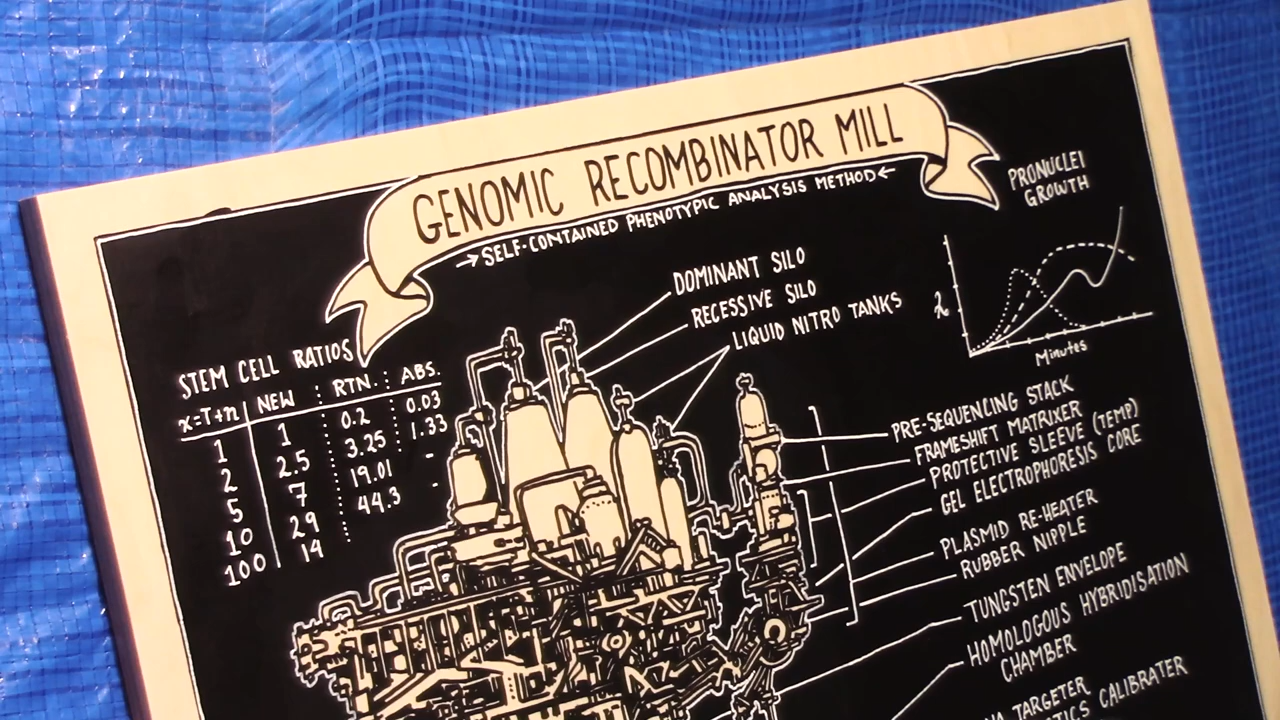 GENOMIC RECOMBINATOR MILL
→SELF-CONTAINED PHENOTYPIC ANALYSIS METHOD←
PRONUCLEI
GROWTH
λ
Minutes
STEM CELL RATIOS
x=T+n NEW RTN. ABS.
1 1 0.2 0.03
2 2.5 3.25 1.33
5 7 19.01 -
10 29 44.3 -
100 14
DOMINANT SILO
RECESSIVE SILO
LIQUID NITRO TANKS
PRE-SEQUENCING STACK
FRAMESHIFT MATRIXER
PROTECTIVE SLEEVE (TEMP)
GEL ELECTROPHORESIS CORE
PLASMID RE-HEATER
RUBBER NIPPLE
TUNGSTEN ENVELOPE
HOMOLOGOUS HYBRIDISATION
CHAMBER
TARGETER
CALIBRATER